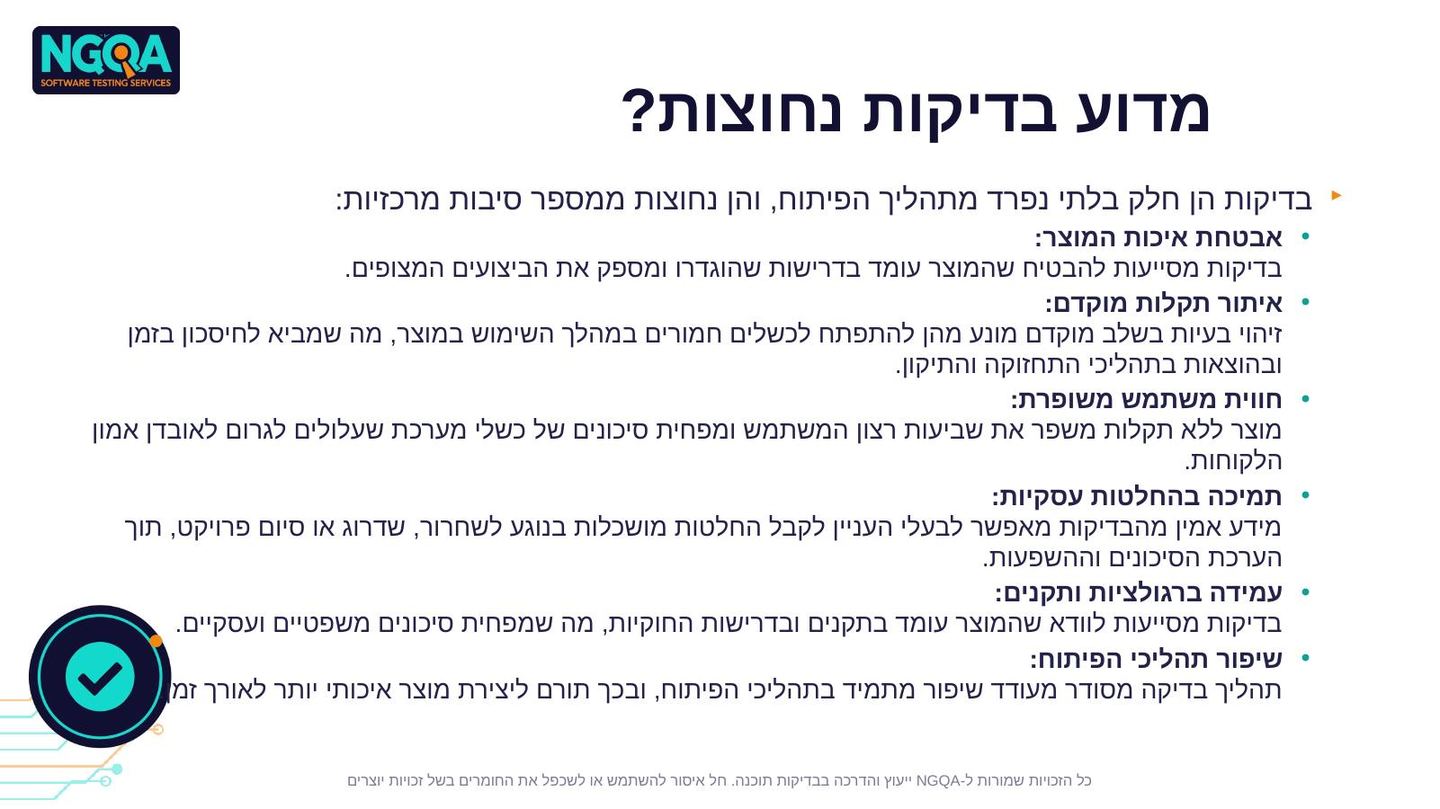 NGQA
SOFTWARE TESTING SERVICES
מדוע בדיקות נחוצות?
בדיקות הן חלק בלתי נפרד מתהליך הפיתוח, והן נחוצות ממספר סיבות מרכזיות:
אבטחת איכות המוצר:
בדיקות מסייעות להבטיח שהמוצר עומד בדרישות שהוגדרו ומספק את הביצועים המצופים.
איתור תקלות מוקדם:
זיהוי בעיות בשלב מוקדם מונע מהן להתפתח לכשלים חמורים במהלך השימוש במוצר, מה שמביא לחיסכון בזמן
ובהוצאות בתהליכי התחזוקה והתיקון.
חווית משתמש משופרת:
מוצר ללא תקלות משפר את שביעות רצון המשתמש ומפחית סיכונים של כשלי מערכת שעלולים לגרום לאובדן אמון
הלקוחות.
תמיכה בהחלטות עסקיות:
מידע אמין מהבדיקות מאפשר לבעלי העניין לקבל החלטות מושכלות בנוגע לשחרור, שדרוג או סיום פרויקט, תוך
הערכת הסיכונים וההשפעות.
עמידה ברגולציות ותקנים:
בדיקות מסייעות לוודא שהמוצר עומד בתקנים ובדרישות החוקיות, מה שמפחית סיכונים משפטיים ועסקיים.
שיפור תהליכי הפיתוח:
תהליך בדיקה מסודר מעודד שיפור מתמיד בתהליכי הפיתוח, ובכך תורם ליצירת מוצר איכותי יותר לאורך
כל הזכויות שמורות ל-NGQA ייעוץ והדרכה בבדיקות תוכנה. חל איסור להשתמש או לשכפל את החומרים בשל זכויות יוצרים